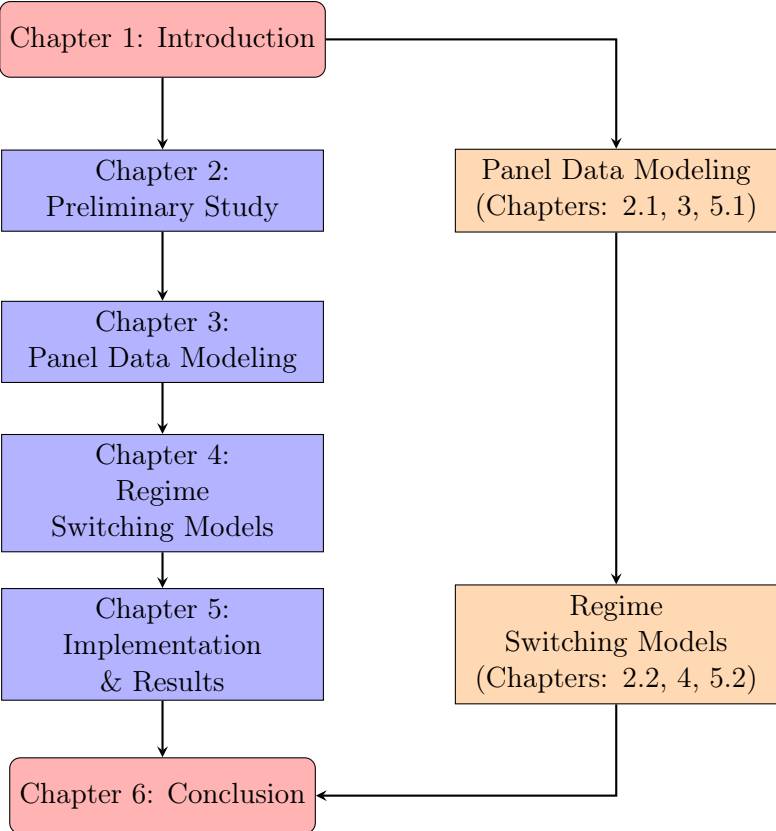 Chapter 1: Introduction
Chapter 2:
Preliminary Study
Panel Data Modeling
(Chapters: 2.1, 3, 5.1)
Chapter 3:
Panel Data Modeling
Chapter 4:
Regime
Switching Models
Chapter 5:
Implementation
& Results
Regime
Switching Models
(Chapters: 2.2, 4, 5.2)
Chapter 6: Conclusion